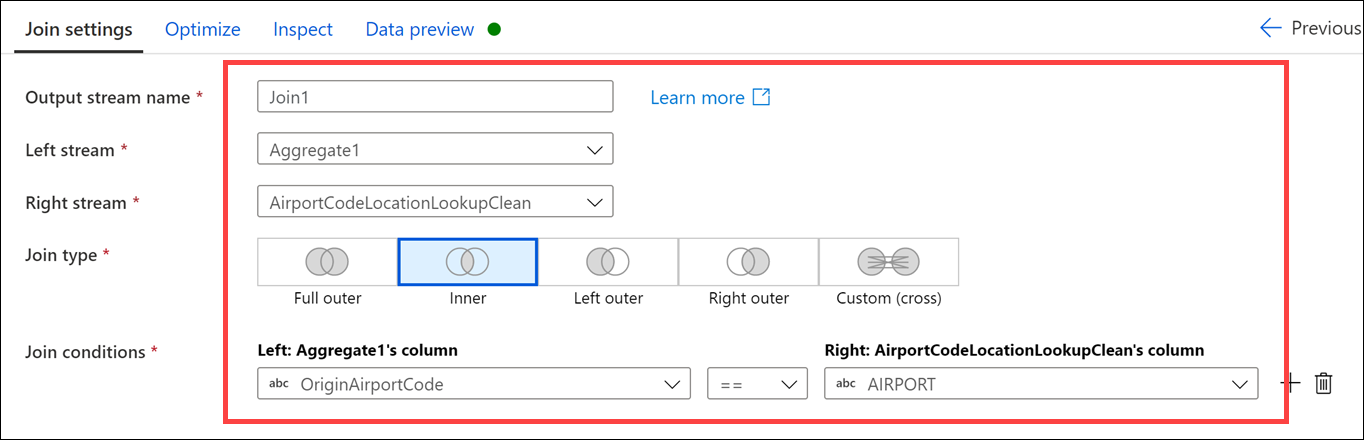 Join settings Optimize Inspect Data preview Previous
Output stream name * Join1 Learn more
Left stream * Aggregate1
Right stream * AirportCodeLocationLookupClean
Join type *
Full outer Inner Left outer Right outer Custom (cross)
Join conditions * Left: Aggregate1's column Right: AirportCodeLocationLookupClean's column
abc OriginAirportCode == abc AIRPORT